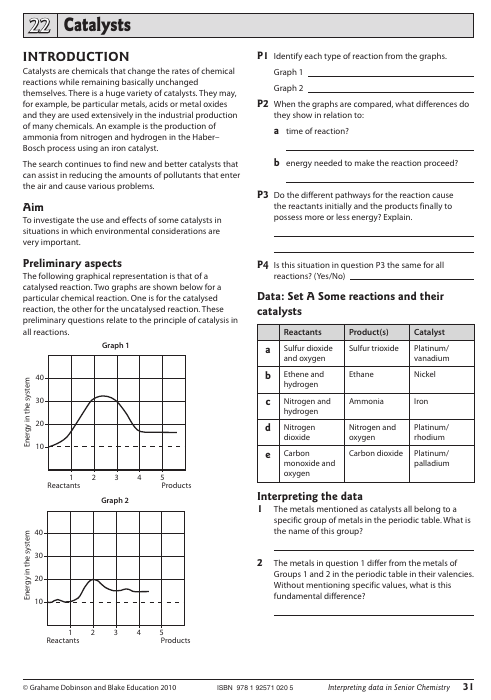 22 Catalysts
INTRODUCTION
Catalysts are chemicals that change the rates of chemical
reactions while remaining basically unchanged
themselves. There is a huge variety of catalysts. They may,
for example, be particular metals, acids or metal oxides
and they are used extensively in the industrial production
of many chemicals. An example is the production of
ammonia from nitrogen and hydrogen in the Haber–
Bosch process using an iron catalyst.
The search continues to find new and better catalysts that
can assist in reducing the amounts of pollutants that enter
the air and cause various problems.
Aim
To investigate the use and effects of some catalysts in
situations in which environmental considerations are
very important.
Preliminary aspects
The following graphical representation is that of a
catalysed reaction. Two graphs are shown below for a
particular chemical reaction. One is for the catalysed
reaction, the other for the uncatalysed reaction. These
preliminary questions relate to the principle of catalysis in
all reactions.
Graph 1
Energy in the system
40
30
20
10
1 2 3 4 5
Reactants Products
Graph 2
Energy in the system
40
30
20
10
1 2 3 4 5
Reactants Products
P1 Identify each type of reaction from the graphs.
Graph 1
Graph 2
P2 When the graphs are compared, what differences do
they show in relation to:
a time of reaction?
b energy needed to make the reaction proceed?
P3 Do the different pathways for the reaction cause
the reactants initially and the products finally to
possess more or less energy? Explain.
P4 Is this situation in question P3 the same for all
reactions? (Yes/No)
Data: Set A Some reactions and their
catalysts
Reactants Product(s) Catalyst
a Sulfur dioxide and oxygen Sulfur trioxide Platinum/ vanadium
b Ethene and hydrogen Ethane Nickel
c Nitrogen and hydrogen Ammonia Iron
d Nitrogen dioxide Nitrogen and oxygen Platinum/ rhodium
e Carbon monoxide and oxygen Carbon dioxide Platinum/ palladium
Interpreting the data
1 The metals mentioned as catalysts all belong to a
specific group of metals in the periodic table. What is
the name of this group?
2 The metals in question 1 differ from the metals of
Groups 1 and 2 in the periodic table in their valencies.
Without mentioning specific values, what is this
fundamental difference?
© Grahame Dobinson and Blake Education 2010 ISBN 978 1 92571 020 5 Interpreting data in Senior Chemistry 31